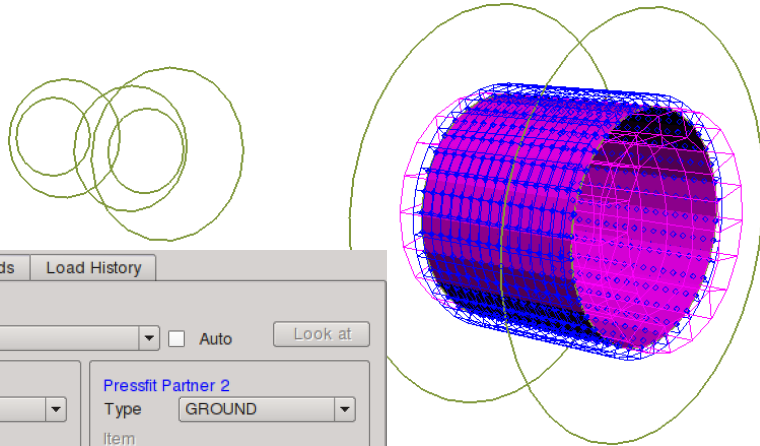 ds Load History
Auto Look at
Pressfit Partner 2
Type GROUND
Item